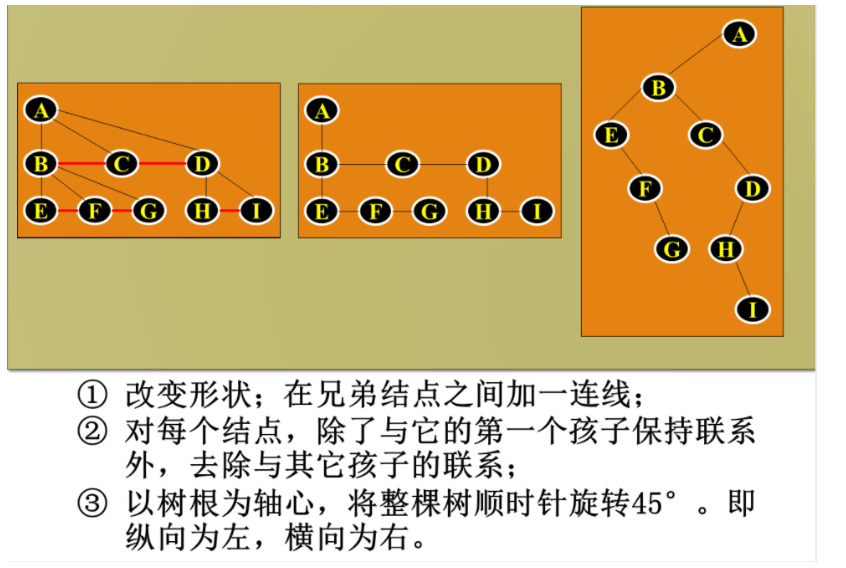 A
A
A
B
B
C
D
B
C
D
E
C
E
F
G
H
I
E
F
G
H
I
F
D
G
H
I
① 改变形状；在兄弟结点之间加一连线；
② 对每个结点，除了与它的第一个孩子保持联系
外，去除与其它孩子的联系；
③ 以树根为轴心，将整棵树顺时针旋转45°。即
纵向为左，横向为右。